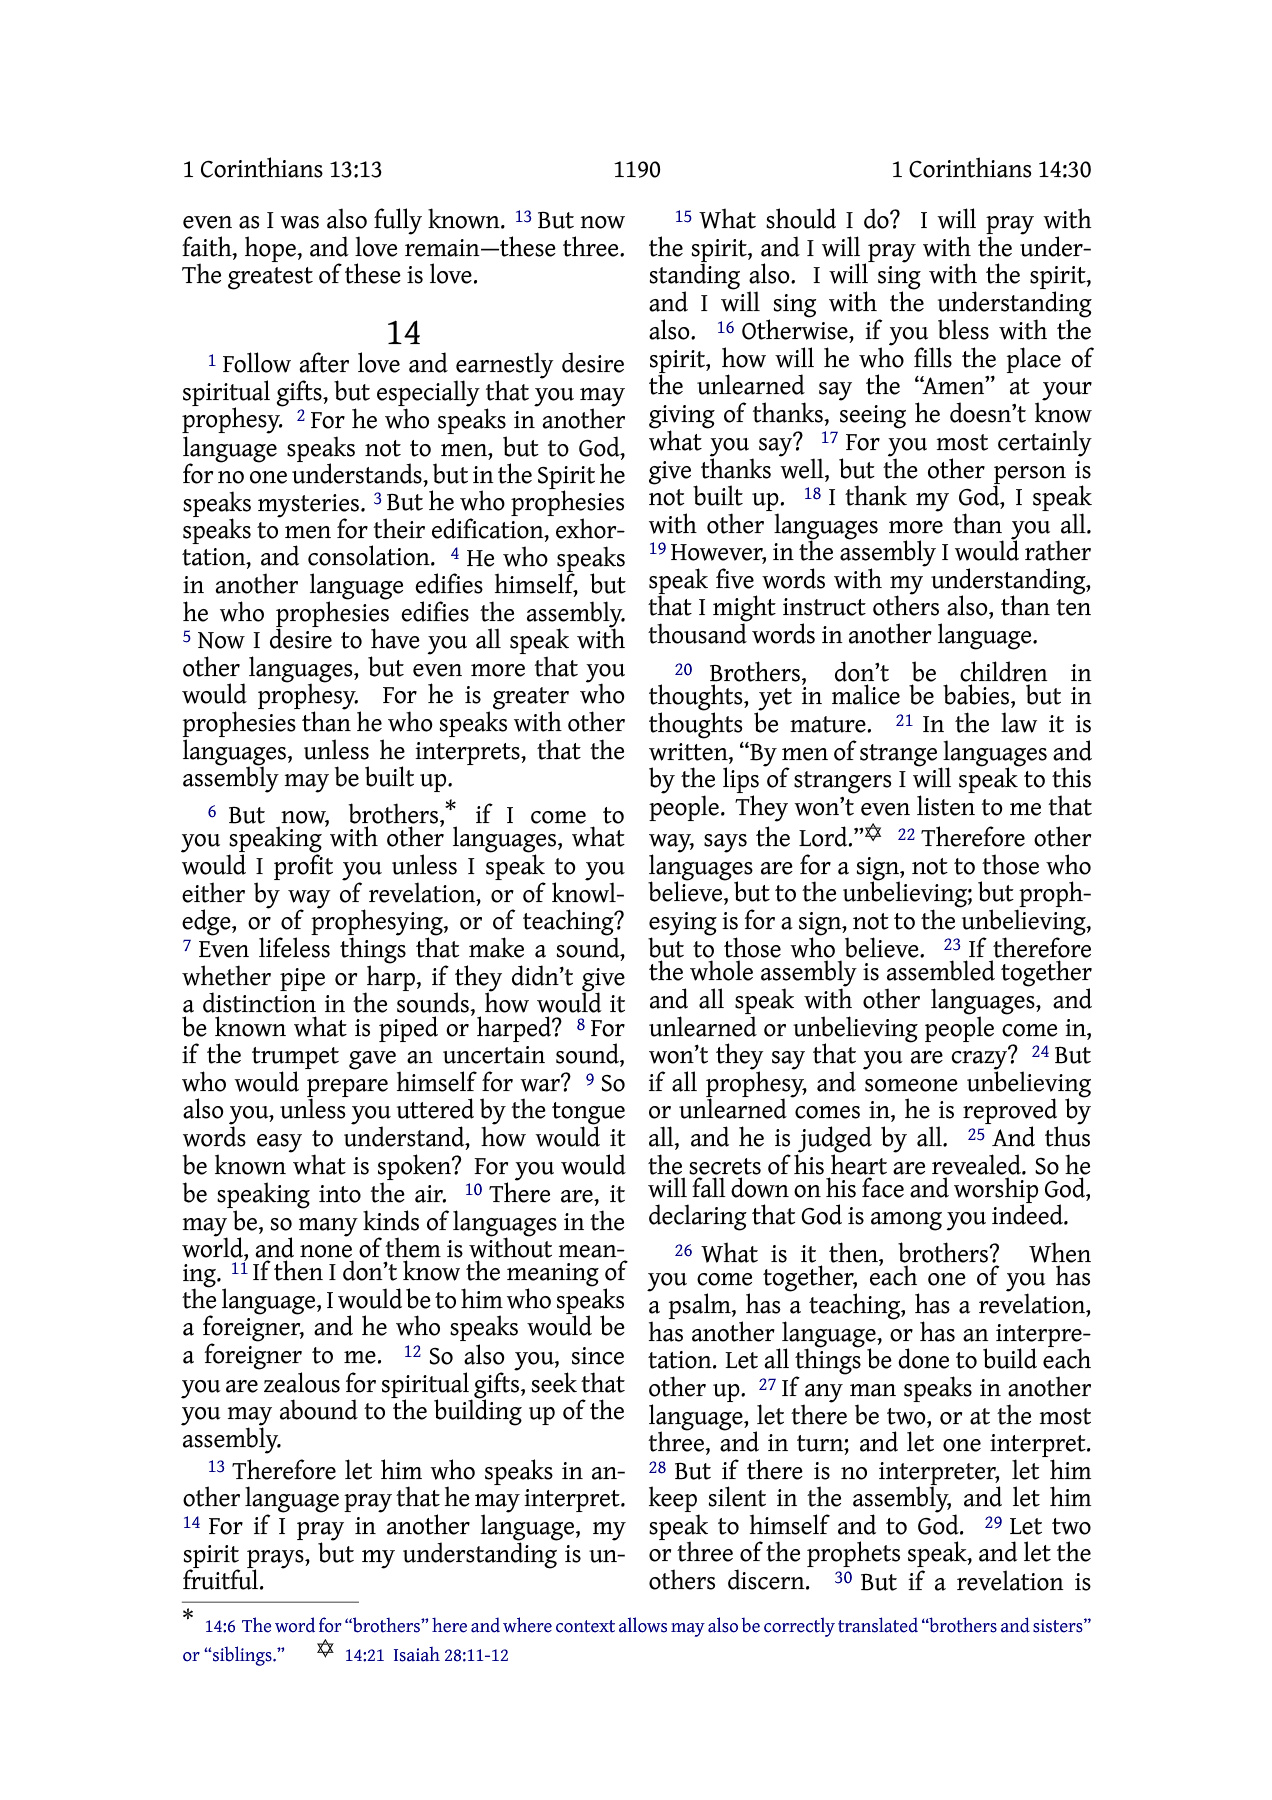 1 Corinthians 13:13 1190 1 Corinthians 14:30
even as I was also fully known. 13 But now
faith, hope, and love remain—these three.
The greatest of these is love.
14
1 Follow after love and earnestly desire
spiritual gifts, but especially that you may
prophesy. 2 For he who speaks in another
language speaks not to men, but to God,
for no one understands, but in the Spirit he
speaks mysteries. 3 But he who prophesies
speaks to men for their edification, exhor-
tation, and consolation. 4 He who speaks
in another language edifies himself, but
he who prophesies edifies the assembly.
5 Now I desire to have you all speak with
other languages, but even more that you
would prophesy. For he is greater who
prophesies than he who speaks with other
languages, unless he interprets, that the
assembly may be built up.
6 But now, brothers,* if I come to
you speaking with other languages, what
would I profit you unless I speak to you
either by way of revelation, or of knowl-
edge, or of prophesying, or of teaching?
7 Even lifeless things that make a sound,
whether pipe or harp, if they didn’t give
a distinction in the sounds, how would it
be known what is piped or harped? 8 For
if the trumpet gave an uncertain sound,
who would prepare himself for war? 9 So
also you, unless you uttered by the tongue
words easy to understand, how would it
be known what is spoken? For you would
be speaking into the air. 10 There are, it
may be, so many kinds of languages in the
world, and none of them is without mean-
ing. 11 If then I don’t know the meaning of
the language, I would be to him who speaks
a foreigner, and he who speaks would be
a foreigner to me. 12 So also you, since
you are zealous for spiritual gifts, seek that
you may abound to the building up of the
assembly.
13 Therefore let him who speaks in an-
other language pray that he may interpret.
14 For if I pray in another language, my
spirit prays, but my understanding is un-
fruitful.
15 What should I do? I will pray with
the spirit, and I will pray with the under-
standing also. I will sing with the spirit,
and I will sing with the understanding
also. 16 Otherwise, if you bless with the
spirit, how will he who fills the place of
the unlearned say the “Amen” at your
giving of thanks, seeing he doesn’t know
what you say? 17 For you most certainly
give thanks well, but the other person is
not built up. 18 I thank my God, I speak
with other languages more than you all.
19 However, in the assembly I would rather
speak five words with my understanding,
that I might instruct others also, than ten
thousand words in another language.
20 Brothers, don’t be children in
thoughts, yet in malice be babies, but in
thoughts be mature. 21 In the law it is
written, “By men of strange languages and
by the lips of strangers I will speak to this
people. They won’t even listen to me that
way, says the Lord.”✡ 22 Therefore other
languages are for a sign, not to those who
believe, but to the unbelieving; but proph-
esying is for a sign, not to the unbelieving,
but to those who believe. 23 If therefore
the whole assembly is assembled together
and all speak with other languages, and
unlearned or unbelieving people come in,
won’t they say that you are crazy? 24 But
if all prophesy, and someone unbelieving
or unlearned comes in, he is reproved by
all, and he is judged by all. 25 And thus
the secrets of his heart are revealed. So he
will fall down on his face and worship God,
declaring that God is among you indeed.
26 What is it then, brothers? When
you come together, each one of you has
a psalm, has a teaching, has a revelation,
has another language, or has an interpre-
tation. Let all things be done to build each
other up. 27 If any man speaks in another
language, let there be two, or at the most
three, and in turn; and let one interpret.
28 But if there is no interpreter, let him
keep silent in the assembly, and let him
speak to himself and to God. 29 Let two
or three of the prophets speak, and let the
others discern. 30 But if a revelation is
* 14:6 The word for “brothers” here and where context allows may also be correctly translated “brothers and sisters”
or “siblings.” ✡ 14:21 Isaiah 28:11-12